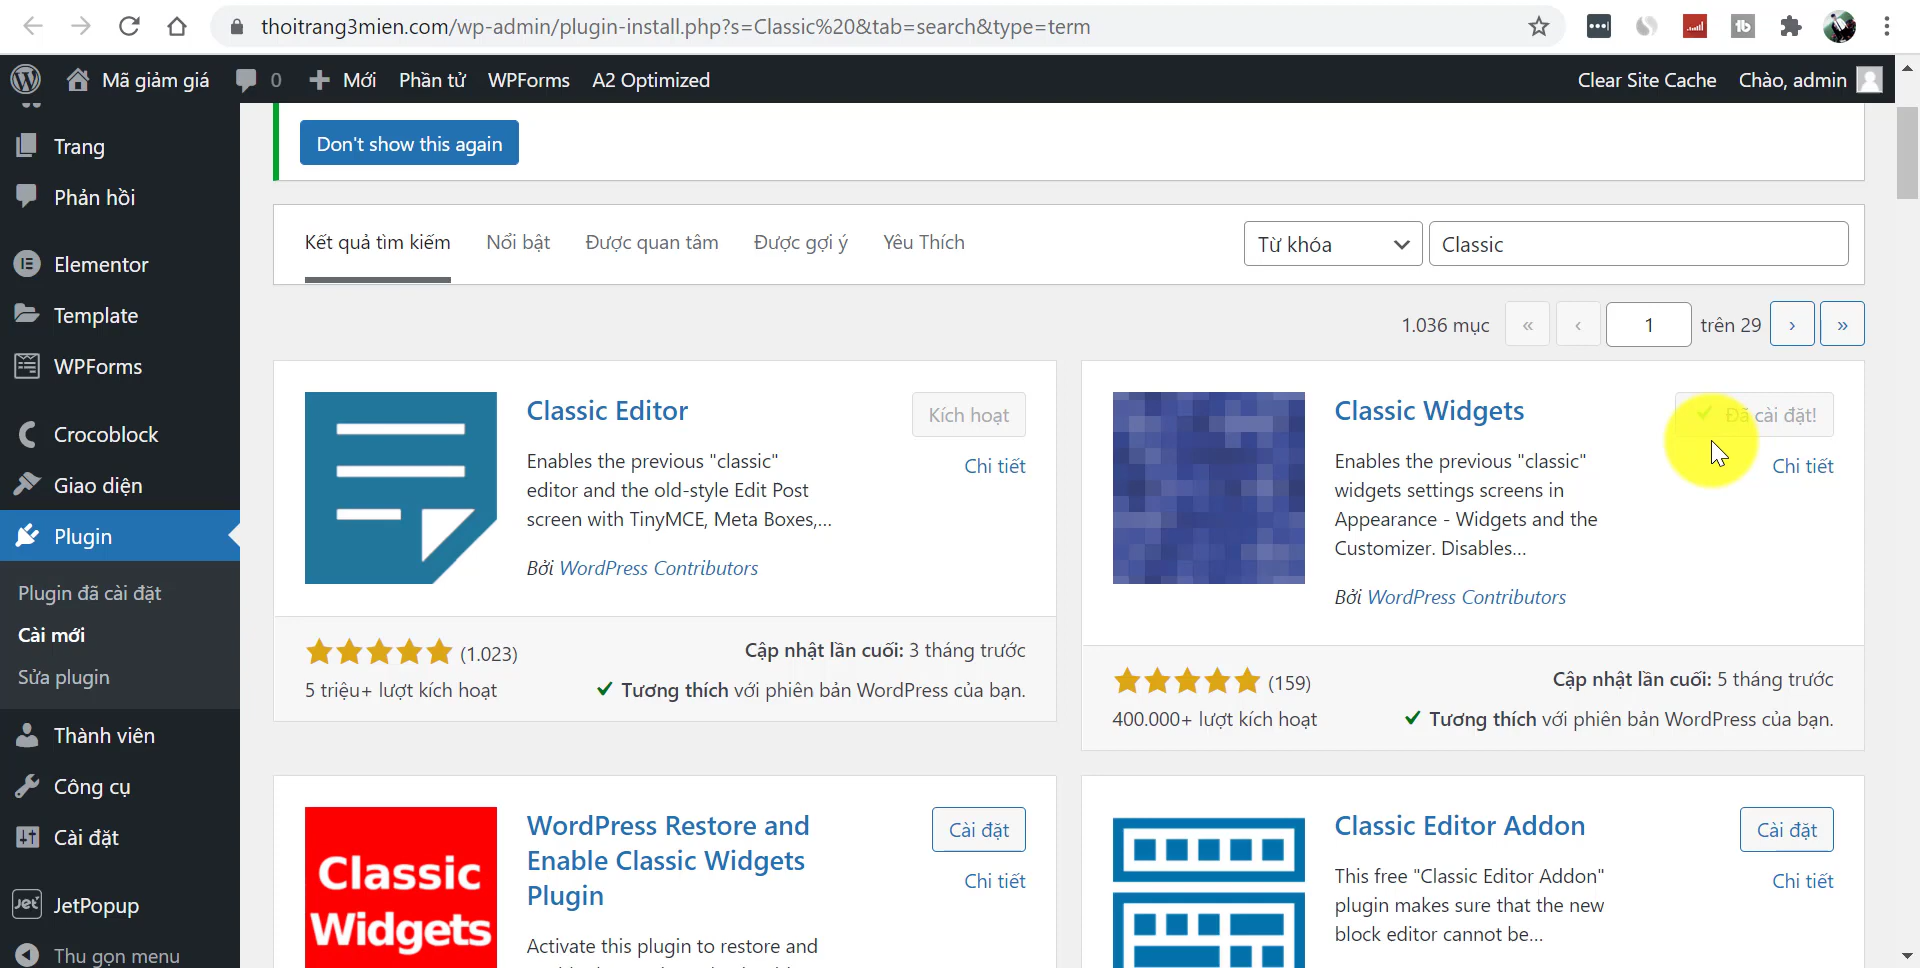 thoitrang3mien.com/wp-admin/plugin-install.php?s=Classic%20&tab=search&type=term
Mã giảm giá 0 Mới Phần tử WPForms A2 Optimized Clear Site Cache Chào, admin
Trang
Phản hồi
Elementor
Template
WPForms
Crocoblock
Giao diện
Plugin
Plugin đã cài đặt
Cài mới
Sửa plugin
Thành viên
Công cụ
Cài đặt
JetPopup
Thu gọn menu
Don't show this again
Kết quả tìm kiếm Nổi bật Được quan tâm Được gợi ý Yêu Thích Từ khóa Classic
1.036 mục « ‹ 1 trên 29 › »
Classic Editor
Kích hoạt
Chi tiết
Enables the previous "classic"
editor and the old-style Edit Post
screen with TinyMCE, Meta Boxes,...
Bởi WordPress Contributors
(1.023)
5 triệu+ lượt kích hoạt
Cập nhật lần cuối: 3 tháng trước
Tương thích với phiên bản WordPress của bạn.
Classic Widgets
Đã cài đặt!
Chi tiết
Enables the previous "classic"
widgets settings screens in
Appearance - Widgets and the
Customizer. Disables...
Bởi WordPress Contributors
(159)
400.000+ lượt kích hoạt
Cập nhật lần cuối: 5 tháng trước
Tương thích với phiên bản WordPress của bạn.
Classic
Widgets
WordPress Restore and
Enable Classic Widgets
Plugin
Cài đặt
Chi tiết
Activate this plugin to restore and
Classic Editor Addon
Cài đặt
Chi tiết
This free "Classic Editor Addon"
plugin makes sure that the new
block editor cannot be...